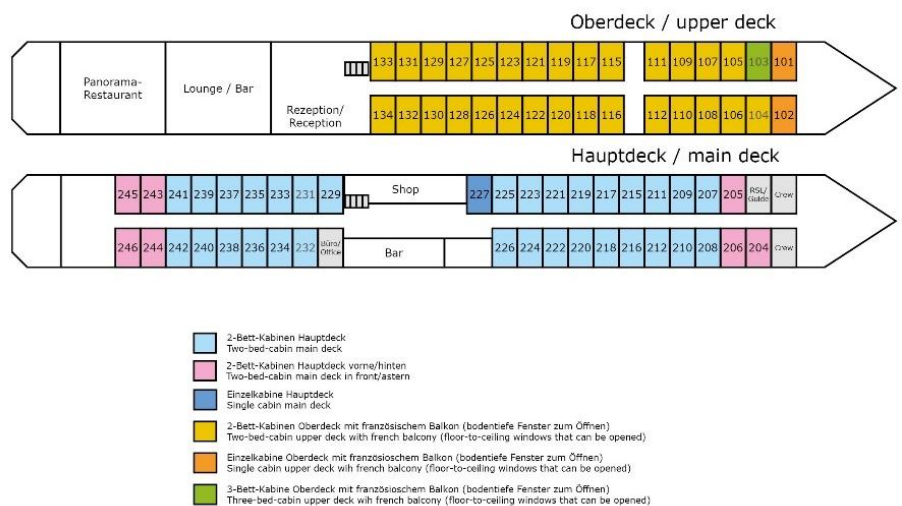 Oberdeck / upper deck
133 131 129 127 125 123 121 119 117 115 111 109 107 105 103 101
Panorama-
Restaurant
Lounge / Bar
Rezeption/
Reception
134 132 130 128 126 124 122 120 118 116 112 110 108 106 104 102
Hauptdeck / main deck
245 243 241 239 237 235 233 231 229 Shop 227 225 223 221 219 217 215 211 209 207 205 RSL/ Crew
Guide
246 244 242 240 238 236 234 232 Büro/ Bar 226 224 222 220 218 216 212 210 208 206 204 Crew
Office
2-Bett-Kabinen Hauptdeck
Two-bed-cabin main deck
2-Bett-Kabinen Hauptdeck vorne/hinten
Two-bed-cabin main deck in front/astern
Einzelkabine Hauptdeck
Single cabin main deck
2-Bett-Kabinen Oberdeck mit französischem Balkon (bodentiefe Fenster zum Öffnen)
Two-bed-cabin upper deck with french balcony (floor-to-ceiling windows that can be opened)
Einzelkabine Oberdeck mit französioschem Balkon (bodentiefe Fenster zum Öffnen)
Single cabin upper deck wih french balcony (floor-to-ceiling windows that can be opened)
3-Bett-Kabine Oberdeck mit französioschem Balkon (bodentiefe Fenster zum Öffnen)
Three-bed-cabin upper deck wih french balcony (floor-to-ceiling windows that can be opened)